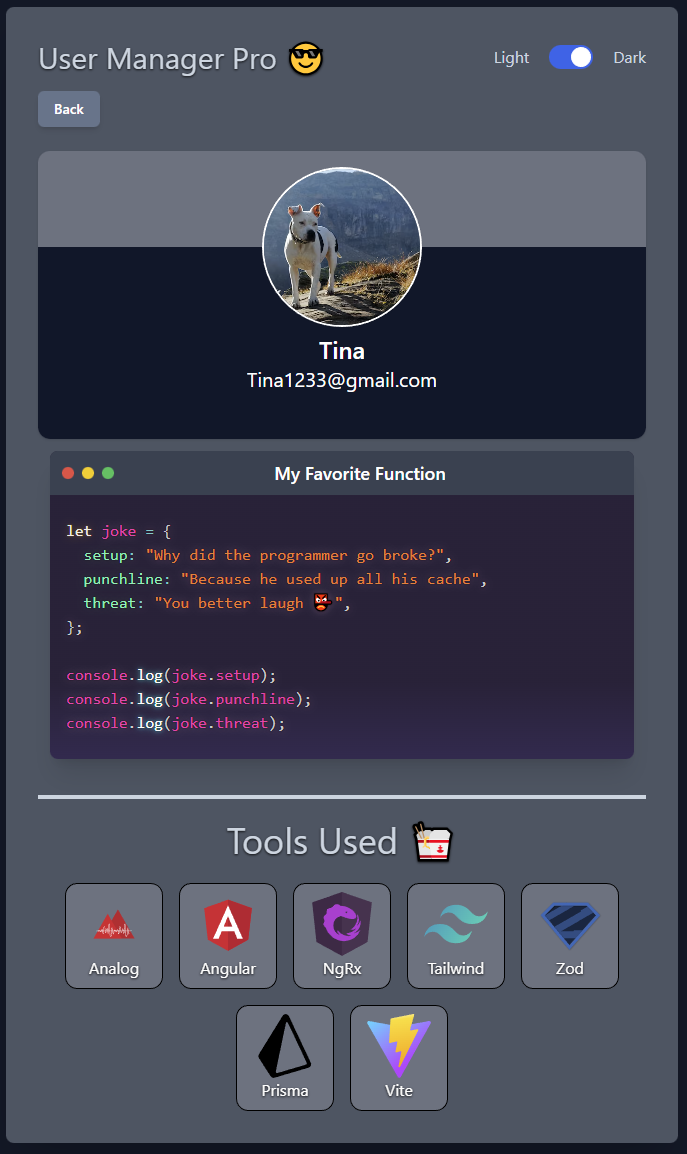 User Manager Pro 😎
Light Dark
Back
Tina
Tina1233@gmail.com
My Favorite Function
let joke = {
  setup: "Why did the programmer go broke?",
  punchline: "Because he used up all his cache",
  threat: "You better laugh 👺",
};
console.log(joke.setup);
console.log(joke.punchline);
console.log(joke.threat);
Tools Used 🥡
Analog Angular NgRx Tailwind Zod
Prisma Vite